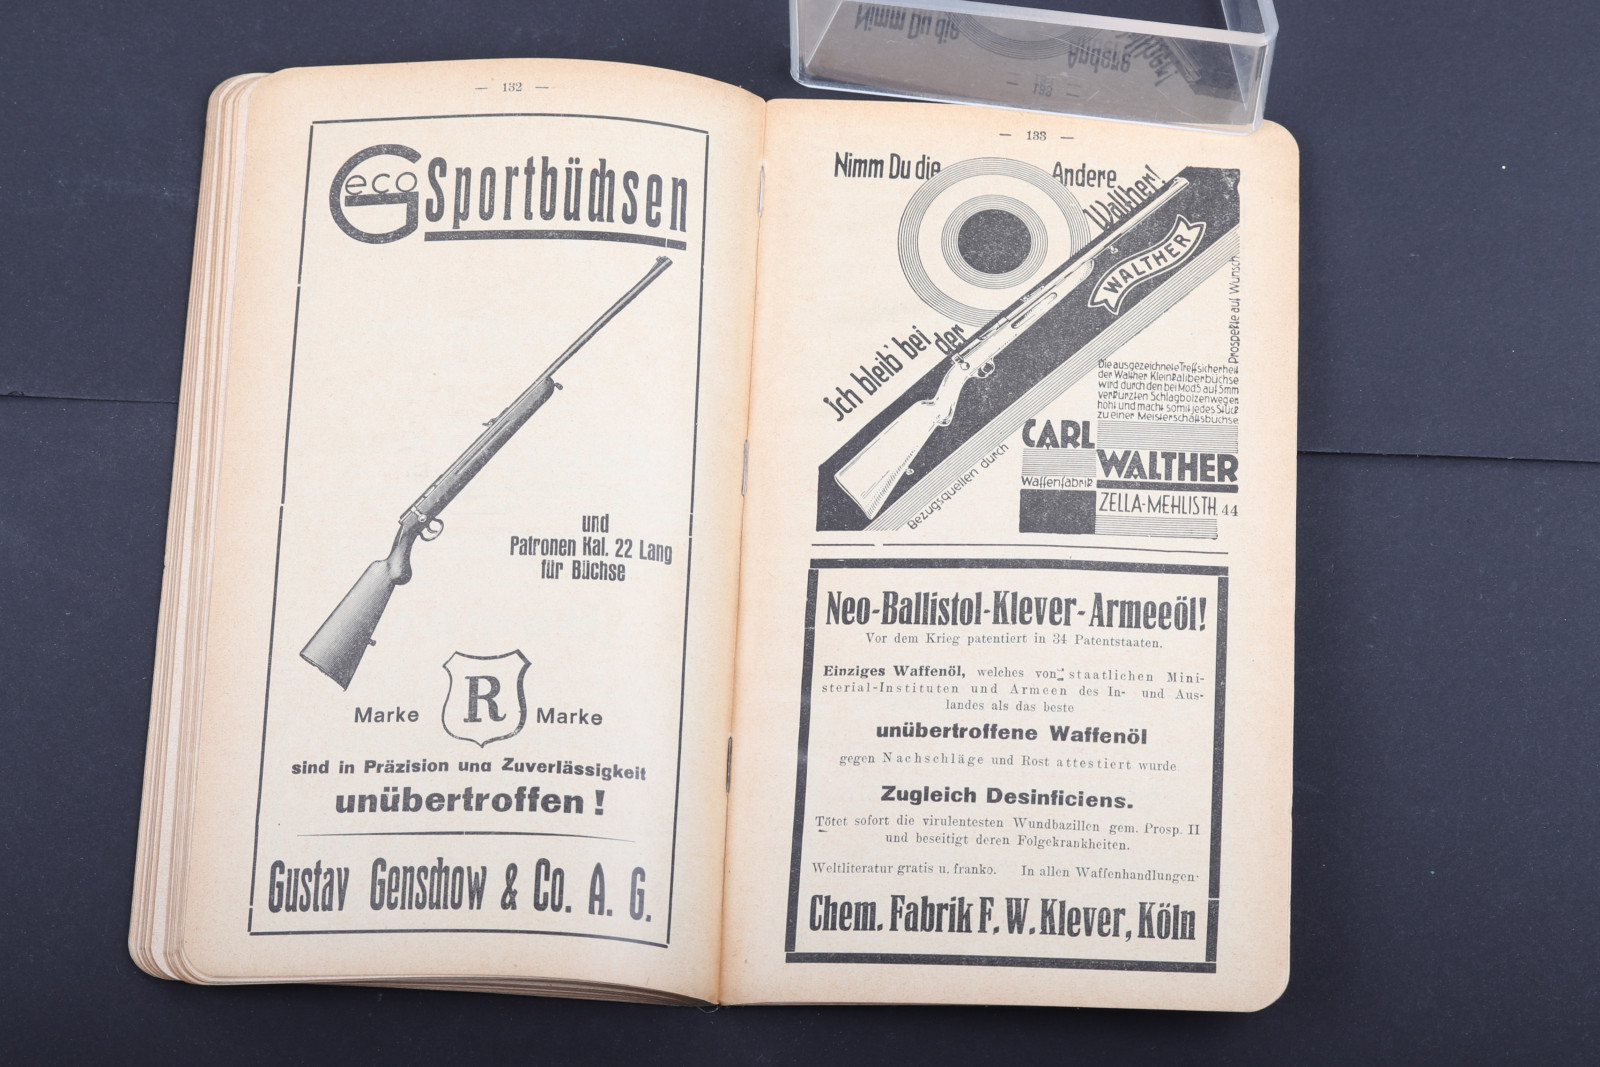 — 132 —
Geco Sportbüchsen
und
Patronen Kal. 22 Lang
für Büchse
Marke R Marke
sind in Präzision und Zuverlässigkeit
unübertroffen!
Gustav Genschow & Co. A. G.
— 133 —
Nimm Du die Andere
Ich bleib' bei der Walther!
WALTHER
Prospekte auf Wunsch
Die ausgezeichnete Treffsicherheit
der Walther Kleinkaliberbüchse
wird durch den bei Mod 5 auf 5mm
verkürzten Schlagbolzenweg en
höht und macht somit jedes Stück
zu einer Meisterschaftsbüchse
Bezugsquellen durch
CARL
WALTHER
Waffenfabrik
ZELLA-MEHLIS TH. 44
Neo-Ballistol-Klever-Armeeöl!
Vor dem Krieg patentiert in 34 Patentstaaten.
Einziges Waffenöl, welches von staatlichen Mini-
sterial-Instituten und Armeen des In- und Aus-
landes als das beste
unübertroffene Waffenöl
gegen Nachschläge und Rost attestiert wurde
Zugleich Desinficiens.
Tötet sofort die virulentesten Wundbazillen gem. Prosp. II
und beseitigt deren Folgekrankheiten.
Weltliteratur gratis u. franko. In allen Waffenhandlungen.
Chem. Fabrik F. W. Klever, Köln